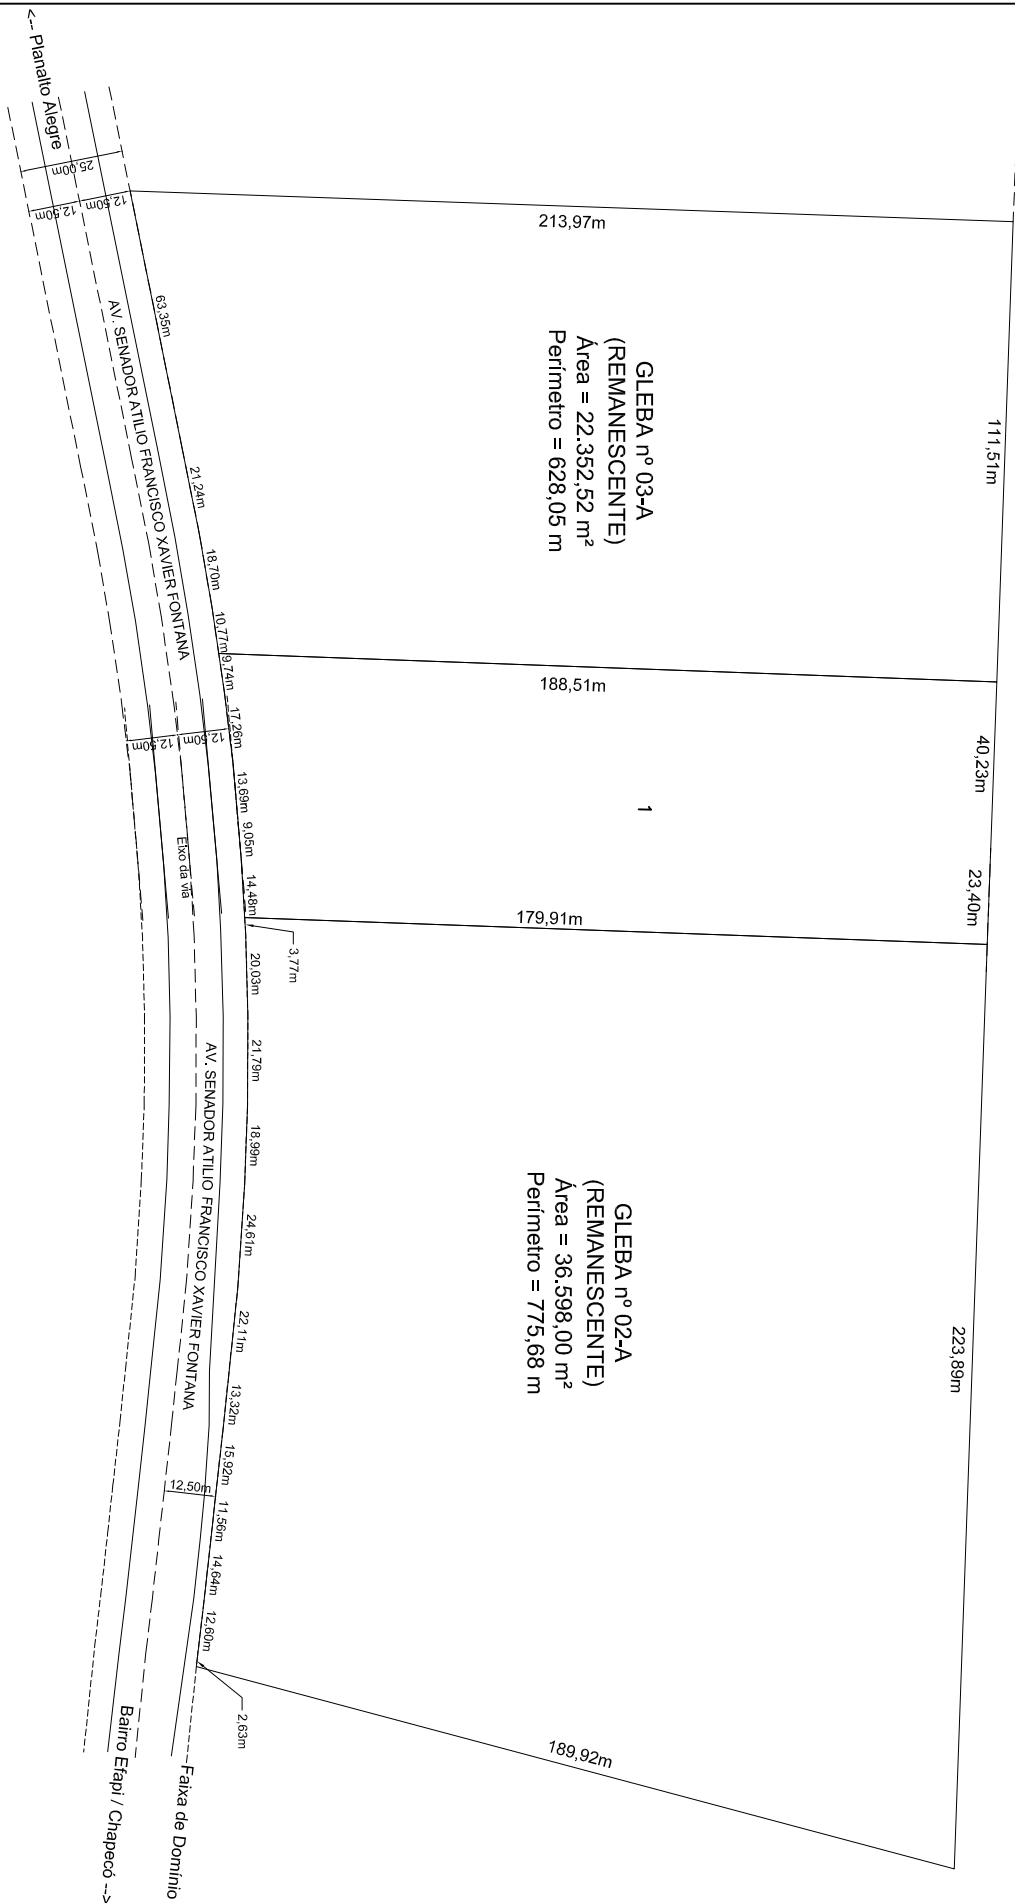 <-- Planalto Alegre
25,00m
12,50m
12,50m
213,97m
63,35m
AV. SENADOR ATILIO FRANCISCO XAVIER FONTANA
21,24m
18,70m
10,77m
GLEBA nº 03-A
(REMANESCENTE)
Área = 22.352,52 m²
Perímetro = 628,05 m
111,51m
188,51m
9,74m
17,26m
12,50m
12,50m
13,69m
9,05m
14,48m
Eixo da via
1
40,23m
23,40m
179,91m
3,77m
20,03m
21,79m
18,99m
24,61m
22,11m
13,32m
15,92m
11,56m
14,64m
12,60m
2,63m
AV. SENADOR ATILIO FRANCISCO XAVIER FONTANA
12,50m
GLEBA nº 02-A
(REMANESCENTE)
Área = 36.598,00 m²
Perímetro = 775,68 m
223,89m
189,92m
Faixa de Domínio
Bairro Efapi / Chapecó -->